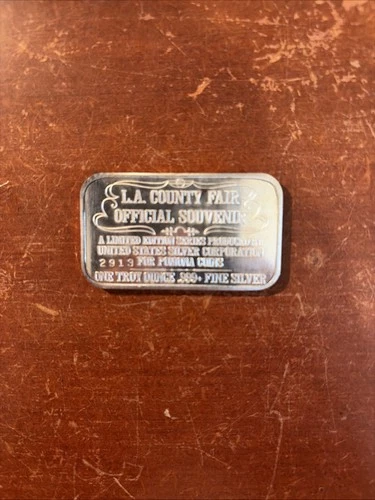 L.A. COUNTY FAIR
OFFICIAL SOUVENIR
A LIMITED EDITION SERIES PRODUCED BY
UNITED STATES SILVER CORPORATION
2913 FOR POMONA COINS
ONE TROY OUNCE .999+ FINE SILVER